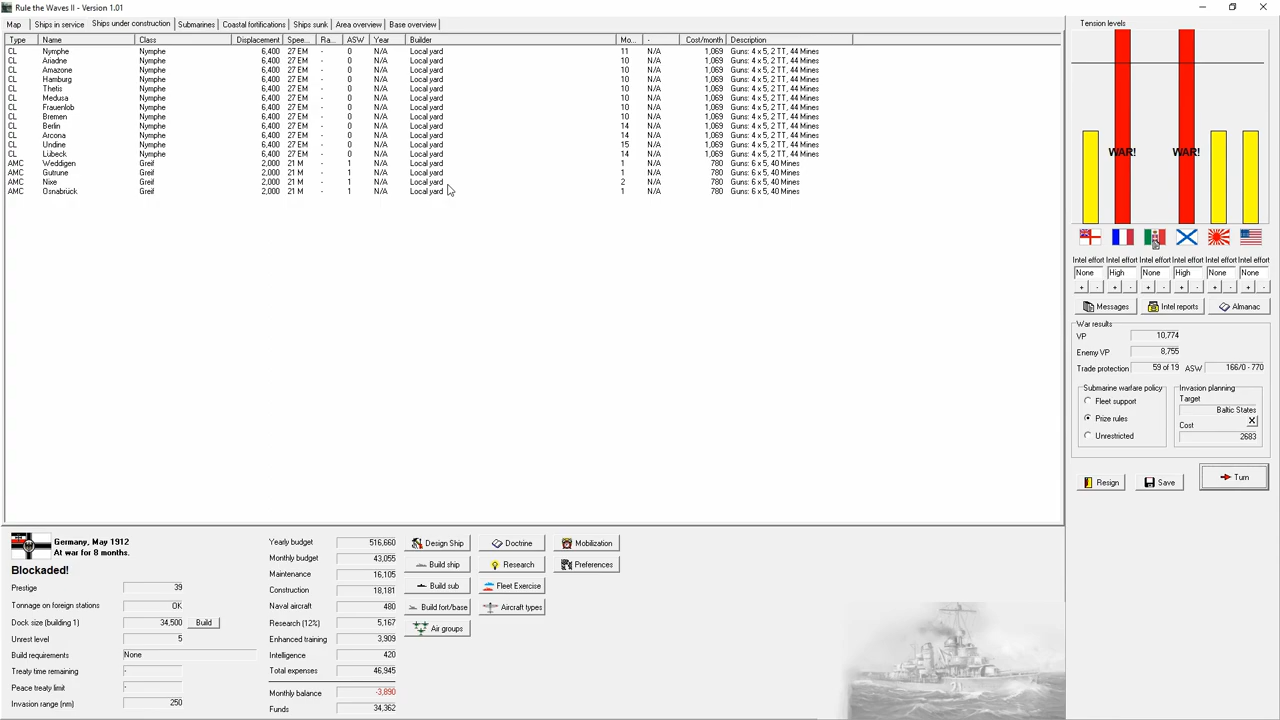 Rule the Waves II - Version 1.01
Map Ships in service Ships under construction Submarines Coastal fortifications Ships sunk Area overview Base overview
Type Name Class Displacement Spee... Ra... ASW Year Builder Mo... - Cost/month Description
CL Nymphe Nymphe 6,400 27 EM - 0 N/A Local yard 11 N/A 1,069 Guns: 4 x 5, 2 TT, 44 Mines
CL Ariadne Nymphe 6,400 27 EM - 0 N/A Local yard 10 N/A 1,069 Guns: 4 x 5, 2 TT, 44 Mines
CL Amazone Nymphe 6,400 27 EM - 0 N/A Local yard 10 N/A 1,069 Guns: 4 x 5, 2 TT, 44 Mines
CL Hamburg Nymphe 6,400 27 EM - 0 N/A Local yard 10 N/A 1,069 Guns: 4 x 5, 2 TT, 44 Mines
CL Thetis Nymphe 6,400 27 EM - 0 N/A Local yard 10 N/A 1,069 Guns: 4 x 5, 2 TT, 44 Mines
CL Medusa Nymphe 6,400 27 EM - 0 N/A Local yard 10 N/A 1,069 Guns: 4 x 5, 2 TT, 44 Mines
CL Frauenlob Nymphe 6,400 27 EM - 0 N/A Local yard 10 N/A 1,069 Guns: 4 x 5, 2 TT, 44 Mines
CL Bremen Nymphe 6,400 27 EM - 0 N/A Local yard 10 N/A 1,069 Guns: 4 x 5, 2 TT, 44 Mines
CL Berlin Nymphe 6,400 27 EM - 0 N/A Local yard 14 N/A 1,069 Guns: 4 x 5, 2 TT, 44 Mines
CL Arcona Nymphe 6,400 27 EM - 0 N/A Local yard 14 N/A 1,069 Guns: 4 x 5, 2 TT, 44 Mines
CL Undine Nymphe 6,400 27 EM - 0 N/A Local yard 15 N/A 1,069 Guns: 4 x 5, 2 TT, 44 Mines
CL Lübeck Nymphe 6,400 27 EM - 0 N/A Local yard 14 N/A 1,069 Guns: 4 x 5, 2 TT, 44 Mines
AMC Weddigen Greif 2,000 21 M - 1 N/A Local yard 1 N/A 780 Guns: 6 x 5, 40 Mines
AMC Gutrune Greif 2,000 21 M - 1 N/A Local yard 1 N/A 780 Guns: 6 x 5, 40 Mines
AMC Nixe Greif 2,000 21 M - 1 N/A Local yard 2 N/A 780 Guns: 6 x 5, 40 Mines
AMC Osnabrück Greif 2,000 21 M - 1 N/A Local yard 1 N/A 780 Guns: 6 x 5, 40 Mines
Tension levels
WAR! WAR!
Intel effort Intel effort Intel effort Intel effort Intel effort Intel effort
None High None High None None
+ - + - + - + - + - + -
Messages Intel reports Almanac
War results
VP 10,774
Enemy VP 8,755
Trade protection 59 of 19 ASW 166/0 - 770
Submarine warfare policy
Fleet support
Prize rules
Unrestricted
Invasion planning
Target
Baltic States
Cost X
2683
Resign Save Turn
Germany, May 1912
At war for 8 months.
Blockaded!
Prestige 39
Tonnage on foreign stations OK
Dock size (building 1) 34,500 Build
Unrest level 5
Build requirements None
Treaty time remaining -
Peace treaty limit -
Invasion range (nm) 250
Yearly budget 516,660
Monthly budget 43,055
Maintenance 16,105
Construction 18,181
Naval aircraft 480
Research (12%) 5,167
Enhanced training 3,909
Intelligence 420
Total expenses 46,945
Monthly balance -3,890
Funds 34,362
Design Ship Doctrine Mobilization
Build ship Research Preferences
Build sub Fleet Exercise
Build fort/base Aircraft types
Air groups